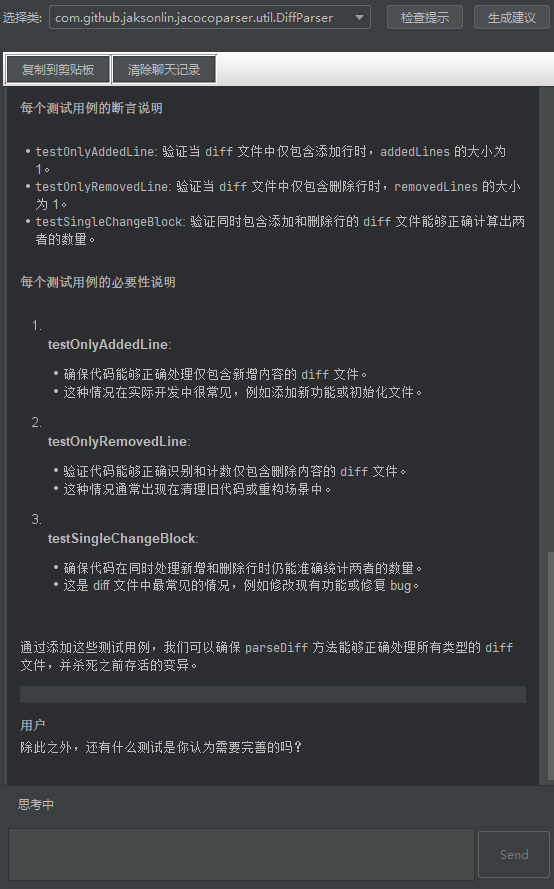 选择类: com.github.jaksonlin.jacocoparser.util.DiffParser 检查提示 生成建议
复制到剪贴板 清除聊天记录
每个测试用例的断言说明
• testOnlyAddedLine: 验证当 diff 文件中仅包含添加行时，addedLines 的大小为
1。
• testOnlyRemovedLine: 验证当 diff 文件中仅包含删除行时，removedLines 的大小
为 1。
• testSingleChangeBlock: 验证同时包含添加和删除行的 diff 文件能够正确计算出两
者的数量。
每个测试用例的必要性说明
1.
testOnlyAddedLine:
• 确保代码能够正确处理仅包含新增内容的 diff 文件。
• 这种情况在实际开发中很常见，例如添加新功能或初始化文件。
2.
testOnlyRemovedLine:
• 验证代码能够正确识别和计数仅包含删除内容的 diff 文件。
• 这种情况通常出现在清理旧代码或重构场景中。
3.
testSingleChangeBlock:
• 确保代码在同时处理新增和删除行时仍能准确统计两者的数量。
• 这是 diff 文件中最常见的情况，例如修改现有功能或修复 bug。
通过添加这些测试用例，我们可以确保 parseDiff 方法能够正确处理所有类型的 diff
文件，并杀死之前存活的变异。
用户
除此之外，还有什么测试是你认为需要完善的吗？
思考中
Send